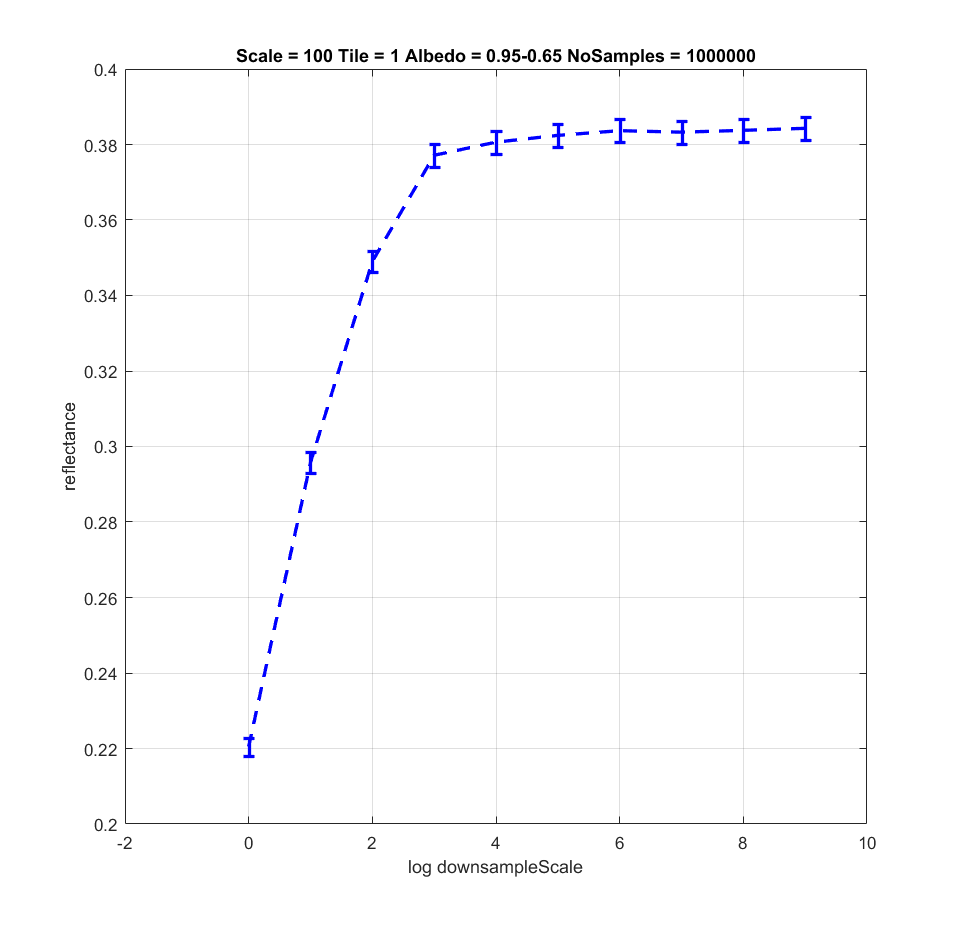 Scale = 100 Tile = 1 Albedo = 0.95-0.65 NoSamples = 1000000
0.4
0.38
0.36
0.34
0.32
0.3
0.28
0.26
0.24
0.22
0.2
reflectance
-2 0 2 4 6 8 10
log downsampleScale